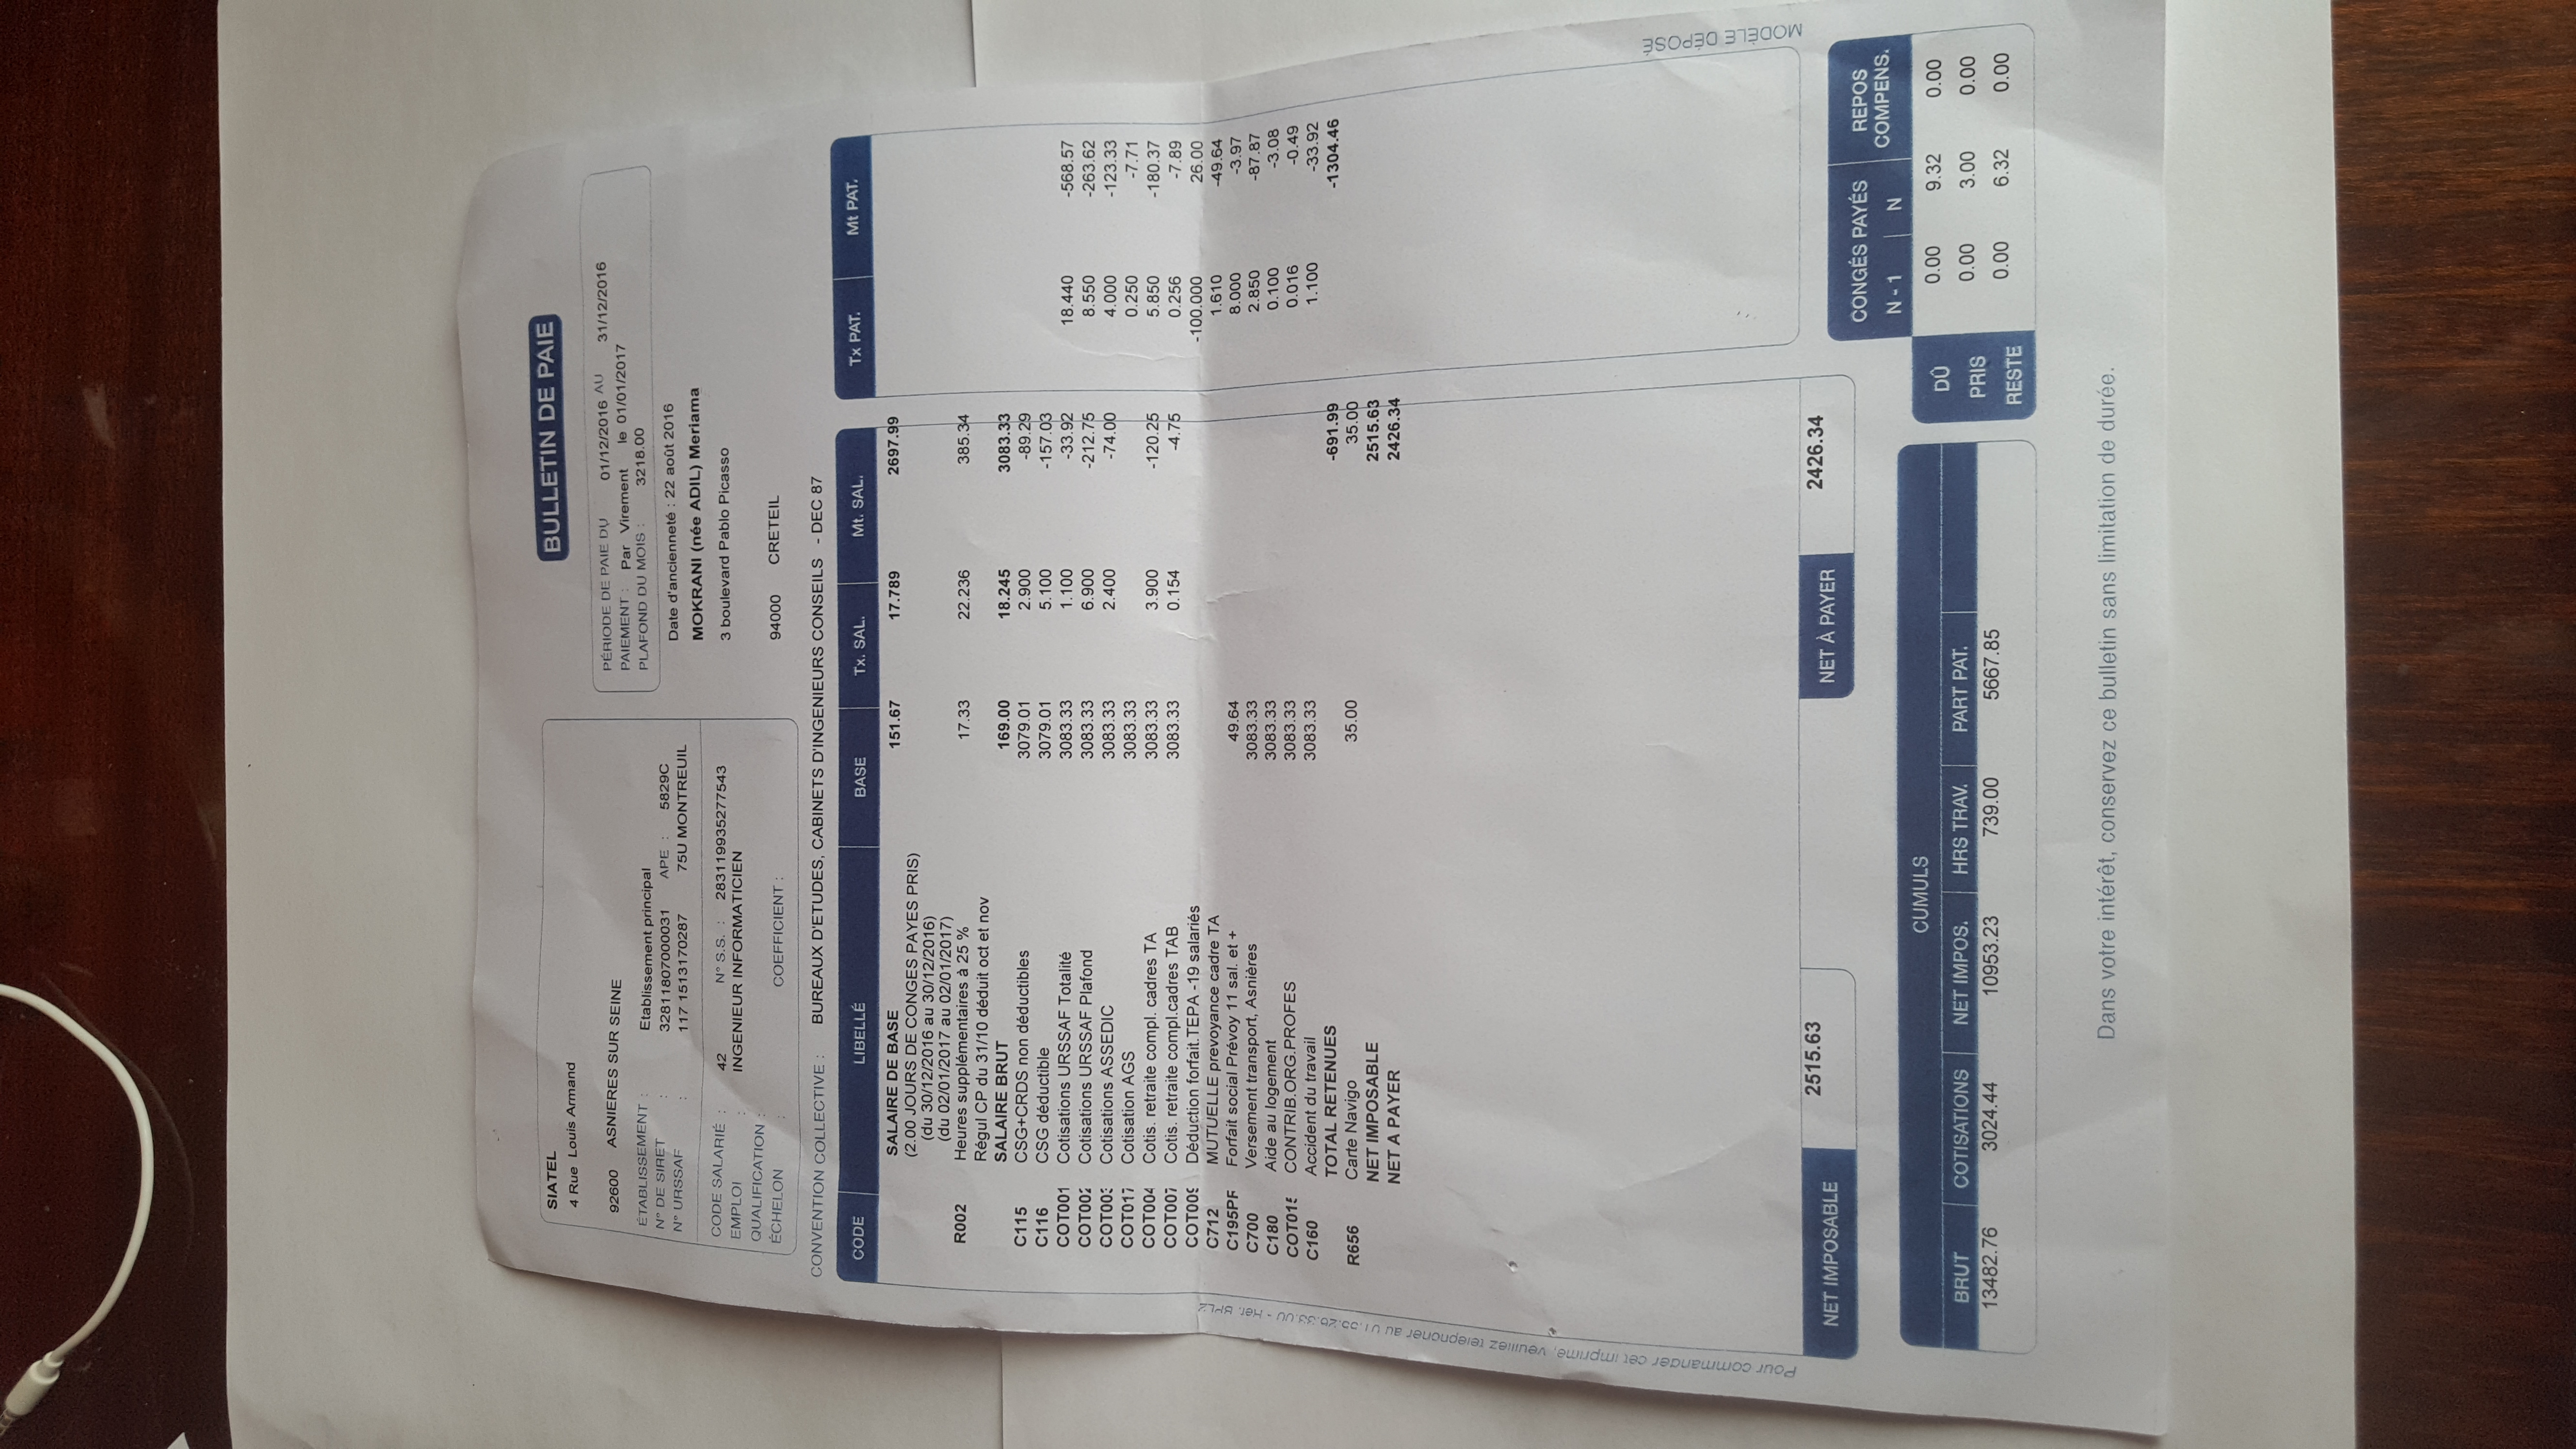 SIATEL
4 Rue Louis Armand
92600 ASNIERES SUR SEINE
ÉTABLISSEMENT : Etablissement principal
N° DE SIRET : 32811807000031 APE : 5829C
N° URSSAF : 117 1513170287 75U MONTREUIL
CODE SALARIÉ : 42 N° S.S. : 283119935277543
EMPLOI : INGENIEUR INFORMATICIEN
QUALIFICATION :
ÉCHELON : COEFFICIENT :
BULLETIN DE PAIE
PÉRIODE DE PAIE DU 01/12/2016 AU 31/12/2016
PAIEMENT : Par Virement le 01/01/2017
PLAFOND DU MOIS : 3218.00
Date d'ancienneté : 22 août 2016
MOKRANI (née ADIL) Meriama
3 boulevard Pablo Picasso
94000 CRETEIL
CONVENTION COLLECTIVE : BUREAUX D'ETUDES, CABINETS D'INGENIEURS CONSEILS - DEC 87
CODE LIBELLÉ BASE Tx. SAL. Mt. SAL. Tx PAT. Mt PAT.
SALAIRE DE BASE 151.67 17.789 2697.99
(2.00 JOURS DE CONGES PAYES PRIS)
(du 30/12/2016 au 30/12/2016)
(du 02/01/2017 au 02/01/2017)
R002 Heures supplémentaires à 25 % 17.33 22.236 385.34
Régul CP du 31/10 déduit oct et nov
SALAIRE BRUT 169.00 18.245 3083.33
C115 CSG+CRDS non déductibles 3079.01 2.900 -89.29
C116 CSG déductible 3079.01 5.100 -157.03
COT001 Cotisations URSSAF Totalité 3083.33 1.100 -33.92 18.440 -568.57
COT002 Cotisations URSSAF Plafond 3083.33 6.900 -212.75 8.550 -263.62
COT003 Cotisations ASSEDIC 3083.33 2.400 -74.00 4.000 -123.33
COT017 Cotisation AGS 3083.33 0.250 -7.71
COT004 Cotis. retraite compl. cadres TA 3083.33 3.900 -120.25 5.850 -180.37
COT007 Cotis. retraite compl.cadres TAB 3083.33 0.154 -4.75 0.256 -7.89
COT009 Déduction forfait.TEPA -19 salariés -100.000 26.00
C712 MUTUELLE prevoyance cadre TA 1.610 -49.64
C195PF Forfait social Prévoy 11 sal. et + 49.64 8.000 -3.97
C700 Versement transport, Asnières 3083.33 2.850 -87.87
C180 Aide au logement 3083.33 0.100 -3.08
COT015 CONTRIB.ORG.PROFES 3083.33 0.016 -0.49
C160 Accident du travail 3083.33 1.100 -33.92
TOTAL RETENUES -691.99 -1304.46
R656 Carte Navigo 35.00 35.00
NET IMPOSABLE 2515.63
NET A PAYER 2426.34
Pour commander cet imprimé, veuillez téléphoner au 01.55.26.33.00 - Réf. BPL2
MODÈLE DÉPOSÉ
NET IMPOSABLE 2515.63 NET À PAYER 2426.34
CUMULS
BRUT COTISATIONS NET IMPOS. HRS TRAV. PART PAT.
13482.76 3024.44 10953.23 739.00 5667.85
CONGÉS PAYÉS REPOS COMPENS.
N - 1 N
DÛ 0.00 9.32 0.00
PRIS 0.00 3.00 0.00
RESTE 0.00 6.32 0.00
Dans votre intérêt, conservez ce bulletin sans limitation de durée.